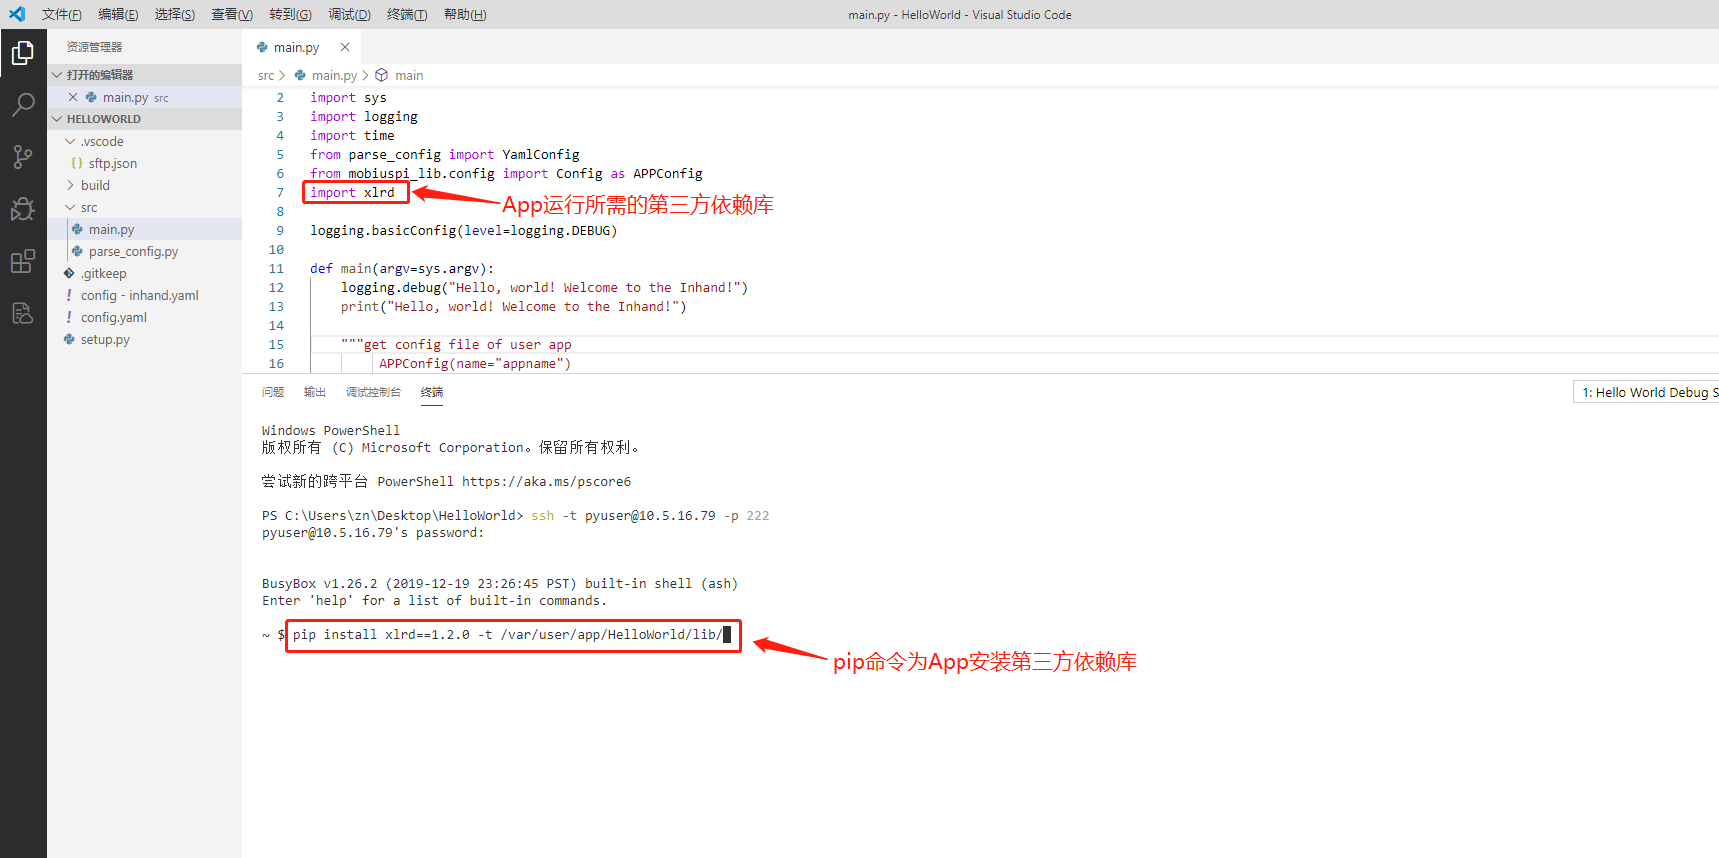 文件(F) 编辑(E) 选择(S) 查看(V) 转到(G) 调试(D) 终端(T) 帮助(H) main.py - HelloWorld - Visual Studio Code
资源管理器
打开的编辑器
main.py src
HELLOWORLD
.vscode
{} sftp.json
build
src
main.py
parse_config.py
.gitkeep
! config - inhand.yaml
! config.yaml
setup.py
main.py
src > main.py > main
2 import sys
3 import logging
4 import time
5 from parse_config import YamlConfig
6 from mobiuspi_lib.config import Config as APPConfig
7 import xlrd
App运行所需的第三方依赖库
8
9 logging.basicConfig(level=logging.DEBUG)
10
11 def main(argv=sys.argv):
12 logging.debug("Hello, world! Welcome to the Inhand!")
13 print("Hello, world! Welcome to the Inhand!")
14
15 """get config file of user app
16 APPConfig(name="appname")
问题 输出 调试控制台 终端 1: Hello World Debug S
Windows PowerShell
版权所有 (C) Microsoft Corporation。保留所有权利。
尝试新的跨平台 PowerShell https://aka.ms/pscore6
PS C:\Users\zn\Desktop\HelloWorld> ssh -t pyuser@10.5.16.79 -p 222
pyuser@10.5.16.79's password:
BusyBox v1.26.2 (2019-12-19 23:26:45 PST) built-in shell (ash)
Enter 'help' for a list of built-in commands.
~ $ pip install xlrd==1.2.0 -t /var/user/app/HelloWorld/lib/
pip命令为App安装第三方依赖库